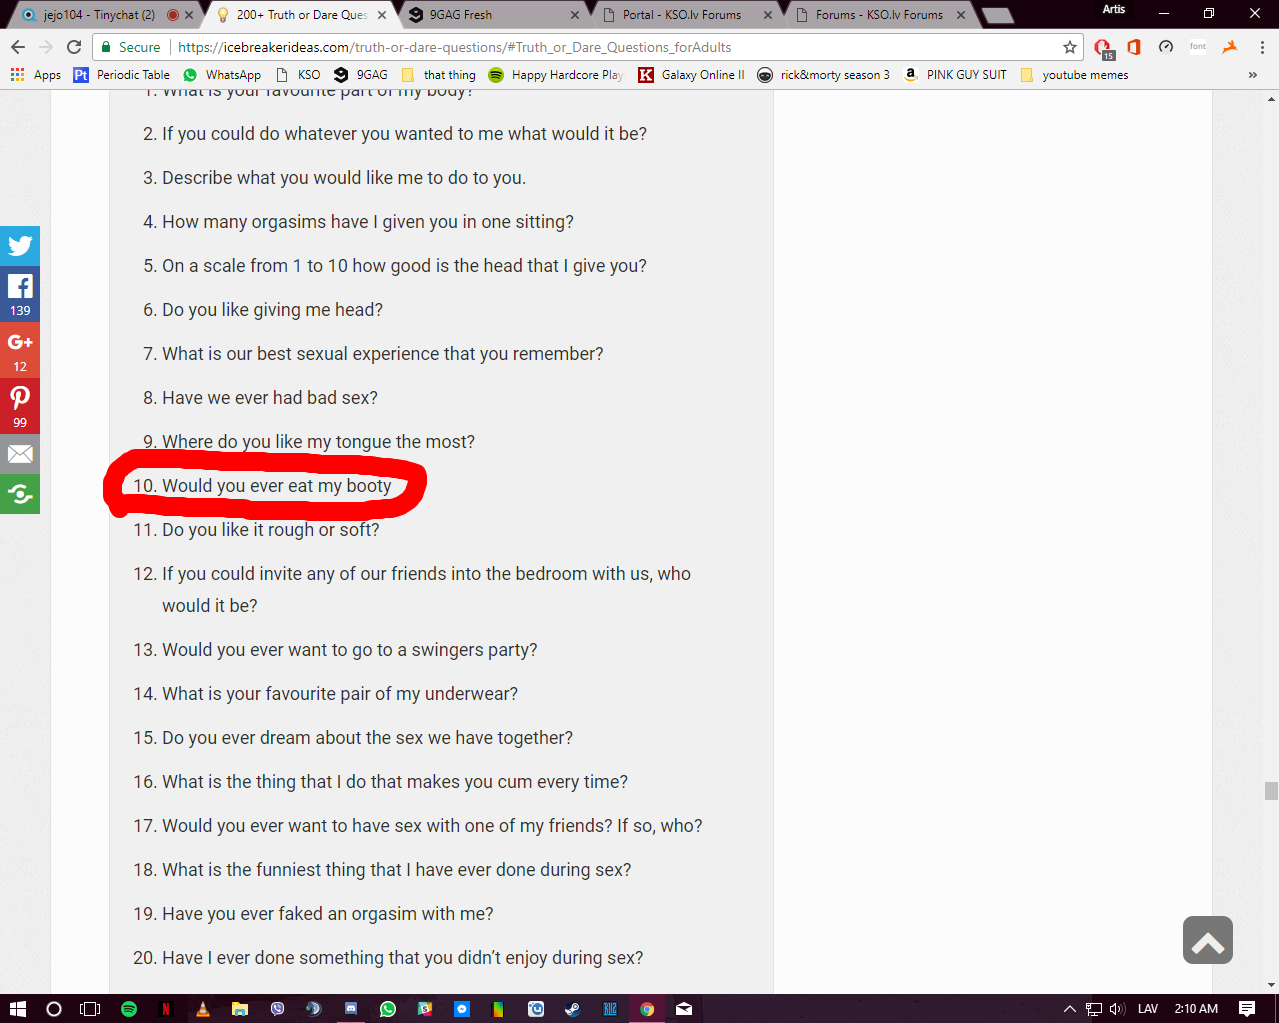 jejo104 - Tinychat (2)
200+ Truth or Dare Ques
9GAG Fresh
Portal - KSO.lv Forums
Forums - KSO.lv Forums
Artis
Secure
https://icebreakerideas.com/truth-or-dare-questions/#Truth_or_Dare_Questions_forAdults
15
font
Apps
Pt Periodic Table
WhatsApp
KSO
9GAG
that thing
Happy Hardcore Play
K Galaxy Online II
rick&morty season 3
a PINK GUY SUIT
youtube memes
»
1. What is your favourite part of my body?
2. If you could do whatever you wanted to me what would it be?
3. Describe what you would like me to do to you.
4. How many orgasims have I given you in one sitting?
5. On a scale from 1 to 10 how good is the head that I give you?
6. Do you like giving me head?
7. What is our best sexual experience that you remember?
8. Have we ever had bad sex?
9. Where do you like my tongue the most?
10. Would you ever eat my booty
11. Do you like it rough or soft?
12. If you could invite any of our friends into the bedroom with us, who
would it be?
13. Would you ever want to go to a swingers party?
14. What is your favourite pair of my underwear?
15. Do you ever dream about the sex we have together?
16. What is the thing that I do that makes you cum every time?
17. Would you ever want to have sex with one of my friends? If so, who?
18. What is the funniest thing that I have ever done during sex?
19. Have you ever faked an orgasim with me?
20. Have I ever done something that you didn’t enjoy during sex?
139
G+
12
99
LAV
2:10 AM